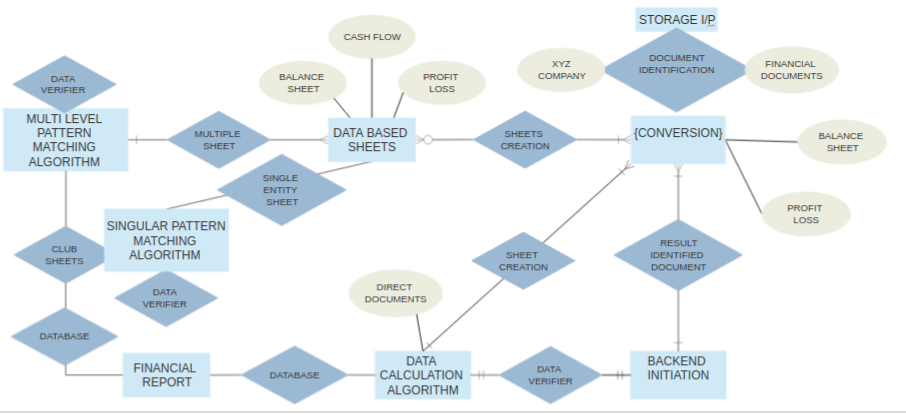 STORAGE I/P
CASH FLOW
DOCUMENT
IDENTIFICATION
XYZ
COMPANY
FINANCIAL
DOCUMENTS
DATA
VERIFIER
BALANCE
SHEET
PROFIT
LOSS
MULTI LEVEL
PATTERN
MATCHING
ALGORITHM
MULTIPLE
SHEET
DATA BASED
SHEETS
SHEETS
CREATION
{CONVERSION}
BALANCE
SHEET
SINGLE
ENTITY
SHEET
PROFIT
LOSS
SINGULAR PATTERN
MATCHING
ALGORITHM
CLUB
SHEETS
SHEET
CREATION
RESULT
IDENTIFIED
DOCUMENT
DATA
VERIFIER
DIRECT
DOCUMENTS
DATABASE
FINANCIAL
REPORT
DATABASE
DATA
CALCULATION
ALGORITHM
DATA
VERIFIER
BACKEND
INITIATION